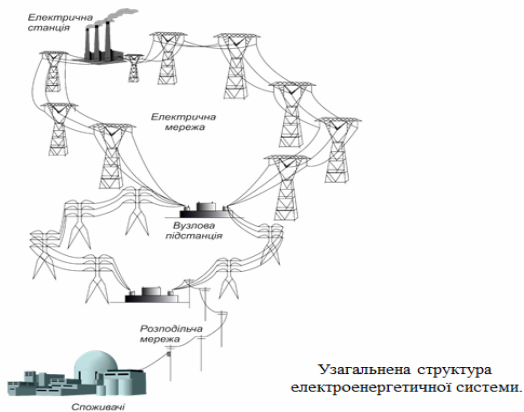 Електрична
станція
Електрична
мережа
Вузлова
підстанція
Розподільча
мережа
Споживачі
Узагальнена структура
електроенергетичної системи.